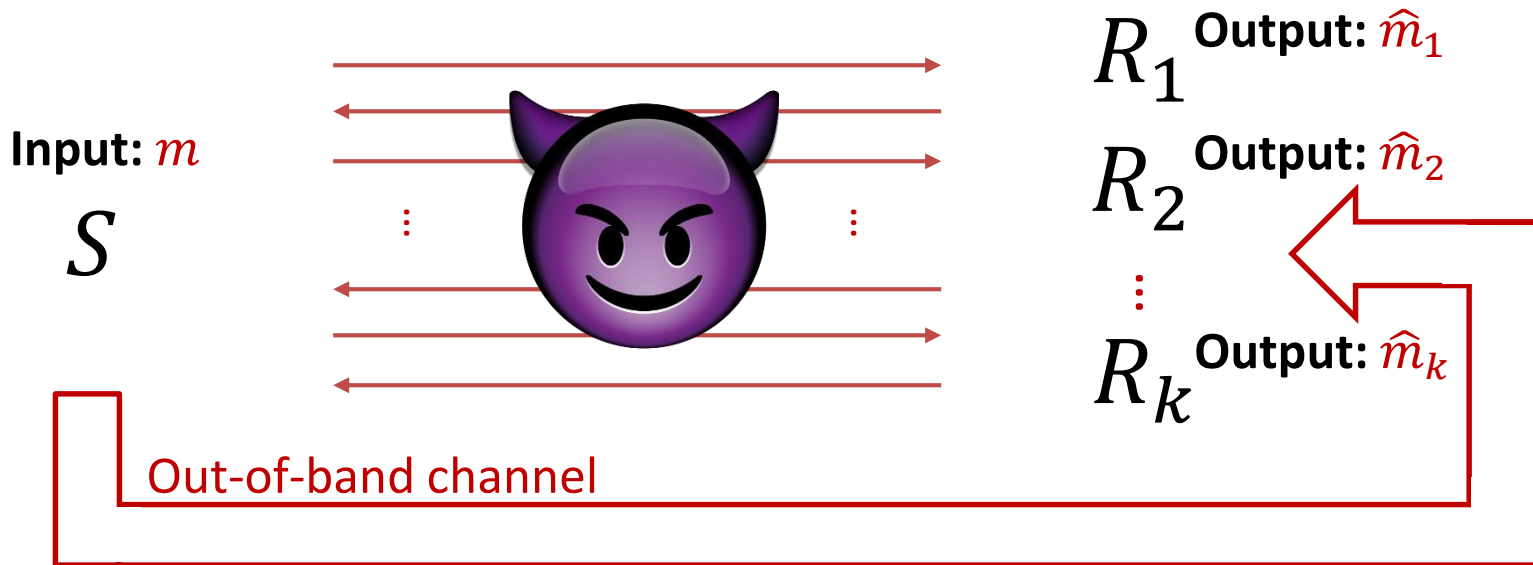 R₁ Output: m̂₁
Input: m
R₂ Output: m̂₂
S
⋮ ⋮
⋮
Rₖ Output: m̂ₖ
Out-of-band channel